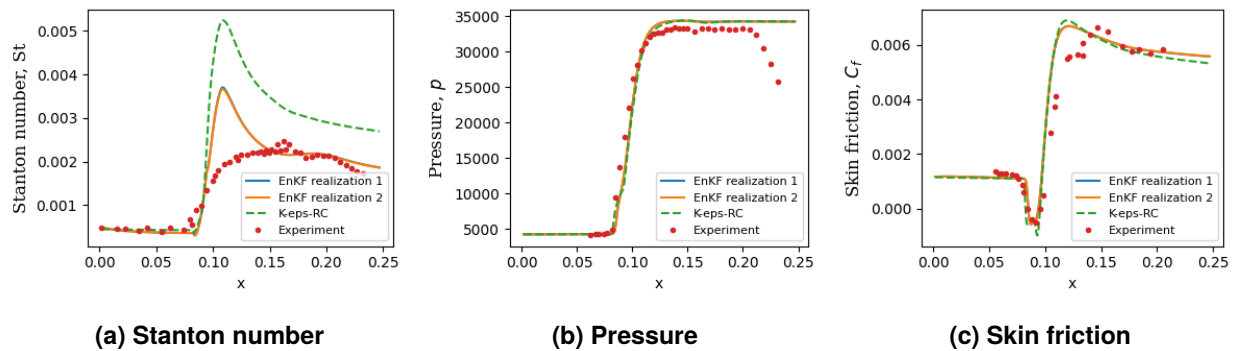 Stanton number, St
0.005
0.004
0.003
0.002
0.001
0.00 0.05 0.10 0.15 0.20 0.25
x
EnKF realization 1
EnKF realization 2
K-eps-RC
Experiment
(a) Stanton number
Pressure, p
35000
30000
25000
20000
15000
10000
5000
0.00 0.05 0.10 0.15 0.20 0.25
x
EnKF realization 1
EnKF realization 2
K-eps-RC
Experiment
(b) Pressure
Skin friction, Cf
0.006
0.004
0.002
0.000
0.00 0.05 0.10 0.15 0.20 0.25
x
EnKF realization 1
EnKF realization 2
K-eps-RC
Experiment
(c) Skin friction